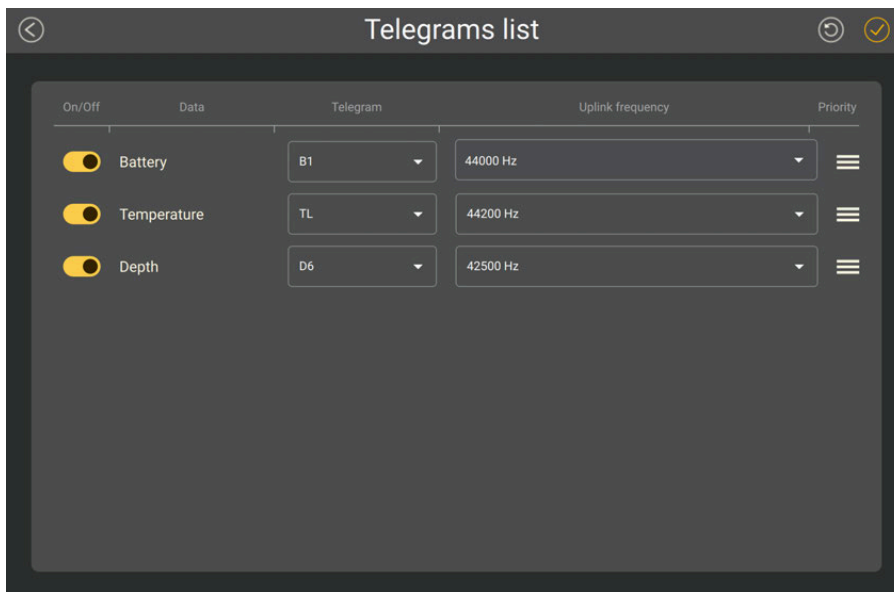 Telegrams list
On/Off Data Telegram Uplink frequency Priority
Battery B1 44000 Hz
Temperature TL 44200 Hz
Depth D6 42500 Hz